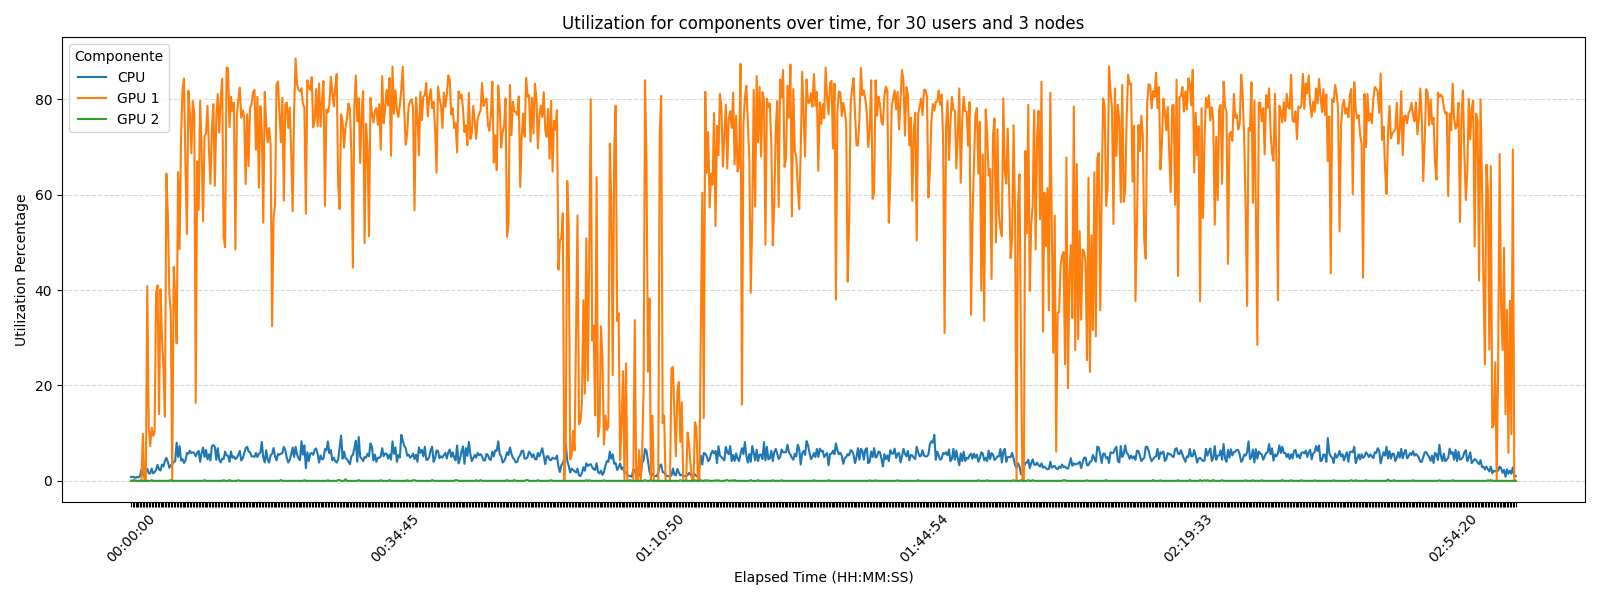 Utilization for components over time, for 30 users and 3 nodes
Componente
CPU
GPU 1
GPU 2
Utilization Percentage
80
60
40
20
0
00:00:00
00:34:45
01:10:50
01:44:54
02:19:33
02:54:20
Elapsed Time (HH:MM:SS)